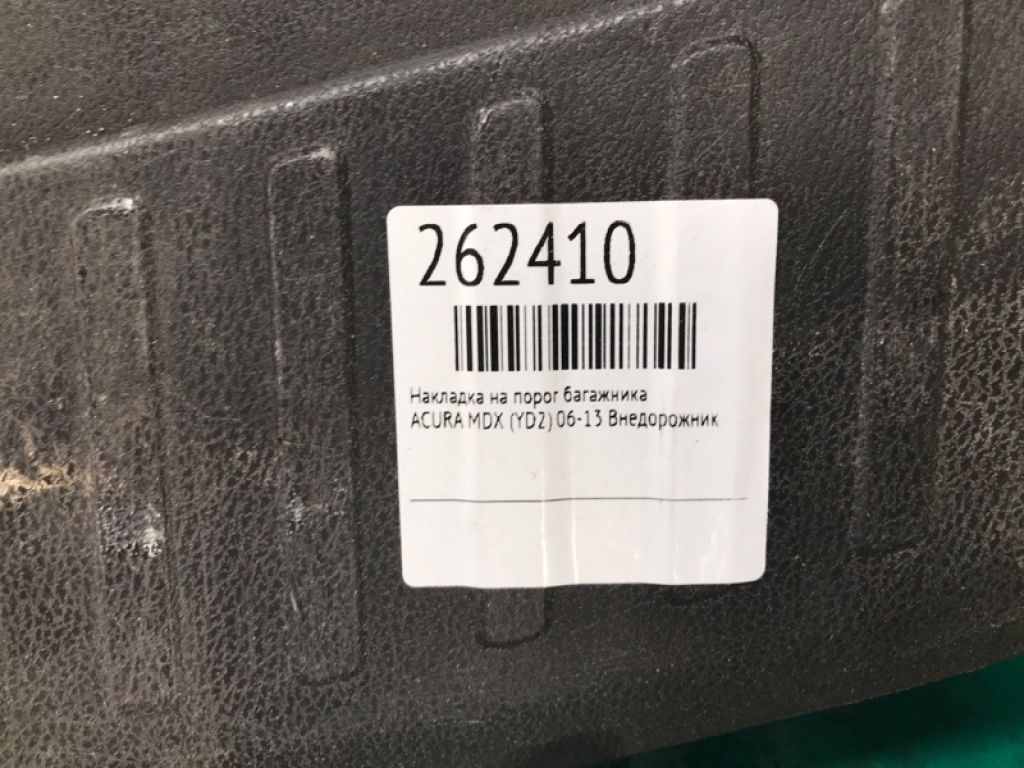 262410
Накладка на порог багажника
ACURA MDX (YD2) 06-13 Внедорожник